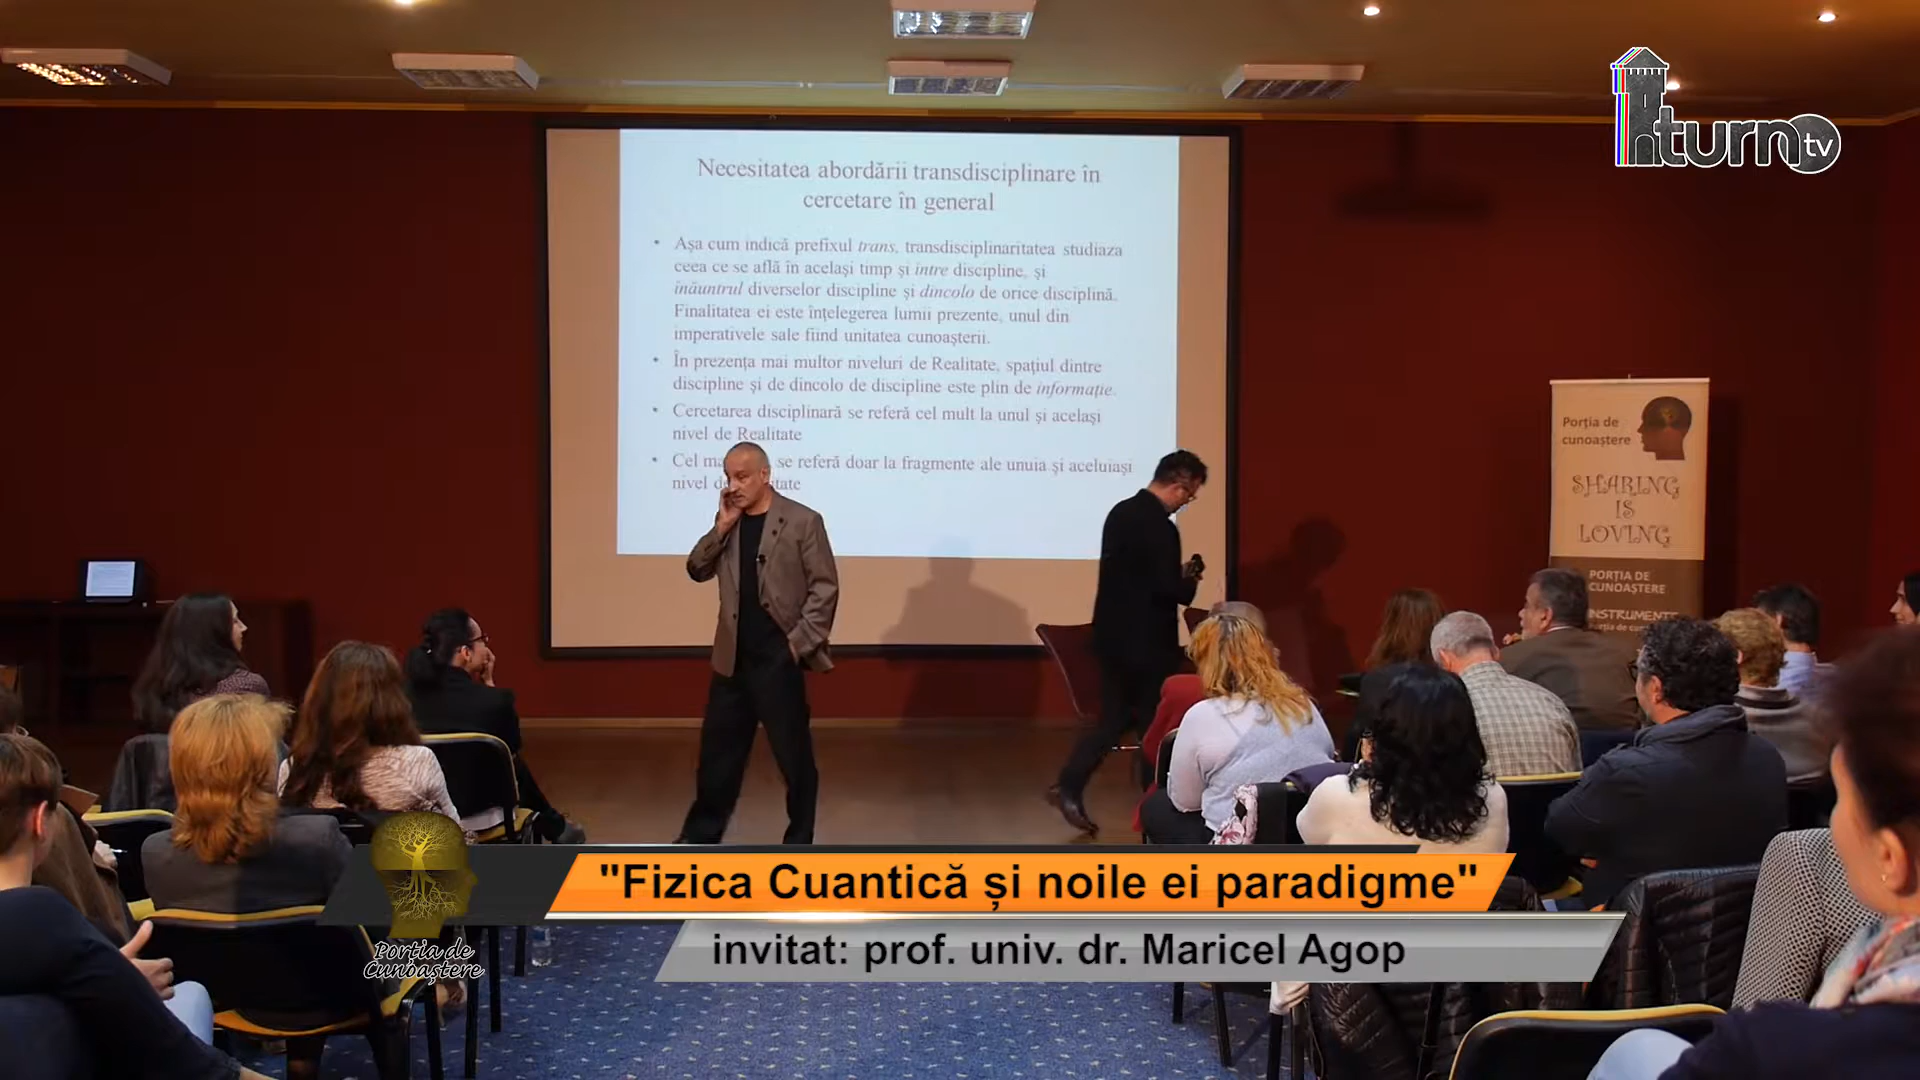 turn tv
Necesitatea abordării transdisciplinare în
cercetare în general
• Așa cum indică prefixul trans, transdisciplinaritatea studiaza
ceea ce se află în același timp și între discipline, și
înăuntrul diverselor discipline și dincolo de orice disciplină.
Finalitatea ei este înțelegerea lumii prezente, unul din
imperativele sale fiind unitatea cunoașterii.
• În prezența mai multor niveluri de Realitate, spațiul dintre
discipline și de dincolo de discipline este plin de informație.
• Cercetarea disciplinară se referă cel mult la unul și același
nivel de Realitate
• Cel se referă doar la fragmente ale unuia și aceluiași
nivel
Porția de
cunoaștere
SHARING
IS
LOVING
PORȚIA DE
CUNOAȘTERE
INSTRUMENTE
"Fizica Cuantică și noile ei paradigme"
invitat: prof. univ. dr. Maricel Agop
Porția de
Cunoaștere